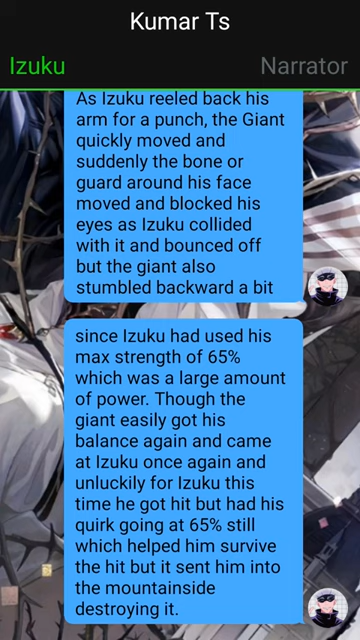 Kumar Ts
Izuku
Narrator
As Izuku reeled back his
arm for a punch, the Giant
quickly moved and
suddenly the bone or
guard around his face
moved and blocked his
eyes as Izuku collided
with it and bounced off
but the giant also
stumbled backward a bit
since Izuku had used his
max strength of 65%
which was a large amount
of power. Though the
giant easily got his
balance again and came
at Izuku once again and
unluckily for Izuku this
time he got hit but had his
quirk going at 65% still
which helped him survive
the hit but it sent him into
the mountainside
destroying it.